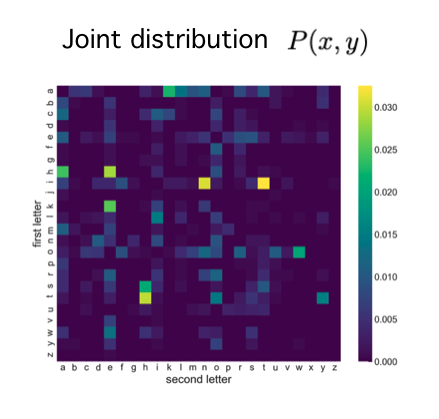 Joint distribution P(x, y)
a b c d e f g h i j k l m n o p r s t u v w y z
first letter
a b c d e f g h i k l m n o p r s t u v w x y z
second letter
0.030
0.025
0.020
0.015
0.010
0.005
0.000